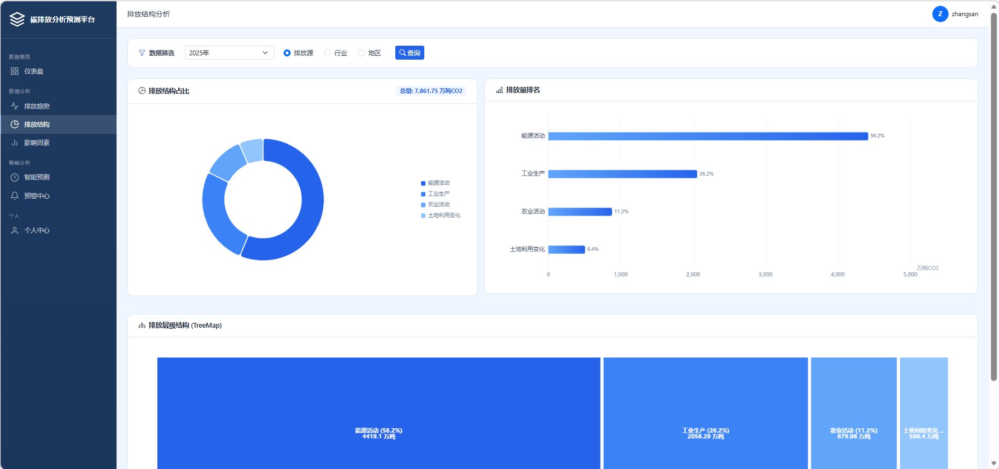 碳排放分析预测平台
数据概览
仪表盘
数据分析
排放趋势
排放结构
影响因素
智能分析
智能预测
预警中心
个人
个人中心
排放结构分析
Z
zhangsan
数据筛选
2025年
排放源
行业
地区
查询
排放结构占比
总量: 7,861.75 万吨CO2
能源活动
工业生产
农业活动
土地利用变化
排放量排名
能源活动
56.2%
工业生产
26.2%
农业活动
11.2%
土地利用变化
6.4%
万吨CO2
0
1,000
2,000
3,000
4,000
5,000
排放层级结构 (TreeMap)
能源活动 (56.2%)
4419.1 万吨
工业生产 (26.2%)
2056.29 万吨
农业活动 (11.2%)
879.96 万吨
土地利用变化 ...
506.4 万吨